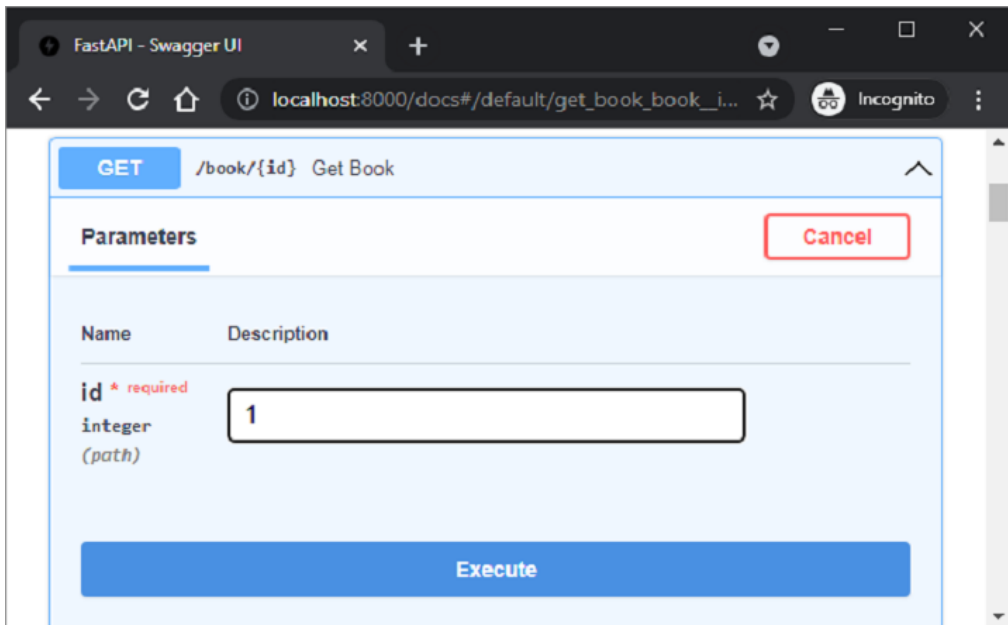 FastAPI - Swagger UI
localhost:8000/docs#/default/get_book_book__i... Incognito
GET /book/{id} Get Book
Parameters Cancel
Name Description
id * required 1
integer
(path)
Execute